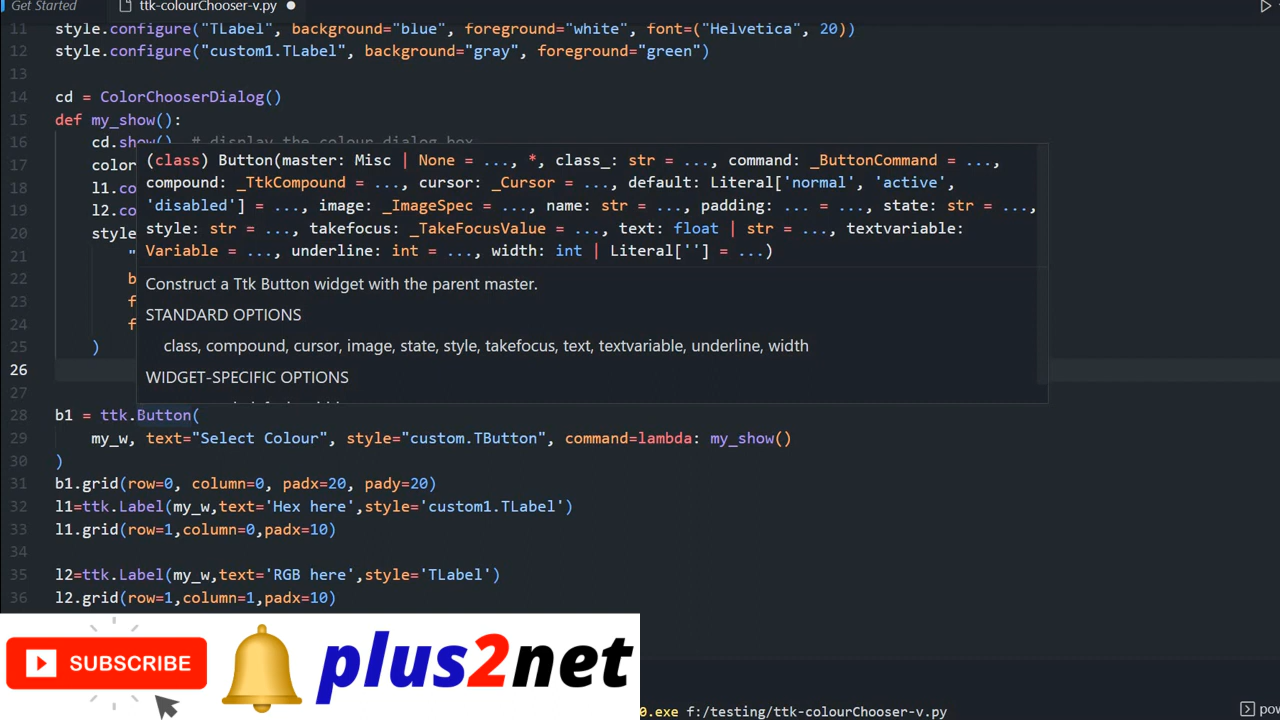 Get Started
ttk-colourChooser-v.py
11 style.configure("TLabel", background="blue", foreground="white", font=("Helvetica", 20))
12 style.configure("custom1.TLabel", background="gray", foreground="green")
13
14 cd = ColorChooserDialog()
15 def my_show():
16 cd.show() # display the colour dialog box
(class) Button(master: Misc | None = ..., *, class_: str = ..., command: _ButtonCommand = ...,
compound: _TtkCompound = ..., cursor: _Cursor = ..., default: Literal['normal', 'active',
'disabled'] = ..., image: _ImageSpec = ..., name: str = ..., padding: ... = ..., state: str = ...,
style: str = ..., takefocus: _TakeFocusValue = ..., text: float | str = ..., textvariable:
Variable = ..., underline: int = ..., width: int | Literal[''] = ...)
Construct a Ttk Button widget with the parent master.
STANDARD OPTIONS
class, compound, cursor, image, state, style, takefocus, text, textvariable, underline, width
WIDGET-SPECIFIC OPTIONS
17 color
18 l1.co
19 l2.co
20 style
21 "
22 b
23 f
24 f
25 )
26
27
28 b1 = ttk.Button(
29 my_w, text="Select Colour", style="custom.TButton", command=lambda: my_show()
30 )
31 b1.grid(row=0, column=0, padx=20, pady=20)
32 l1=ttk.Label(my_w,text='Hex here',style='custom1.TLabel')
33 l1.grid(row=1,column=0,padx=10)
34
35 l2=ttk.Label(my_w,text='RGB here',style='TLabel')
36 l2.grid(row=1,column=1,padx=10)
SUBSCRIBE
plus2net
0.exe f:/testing/ttk-colourChooser-v.py
pow